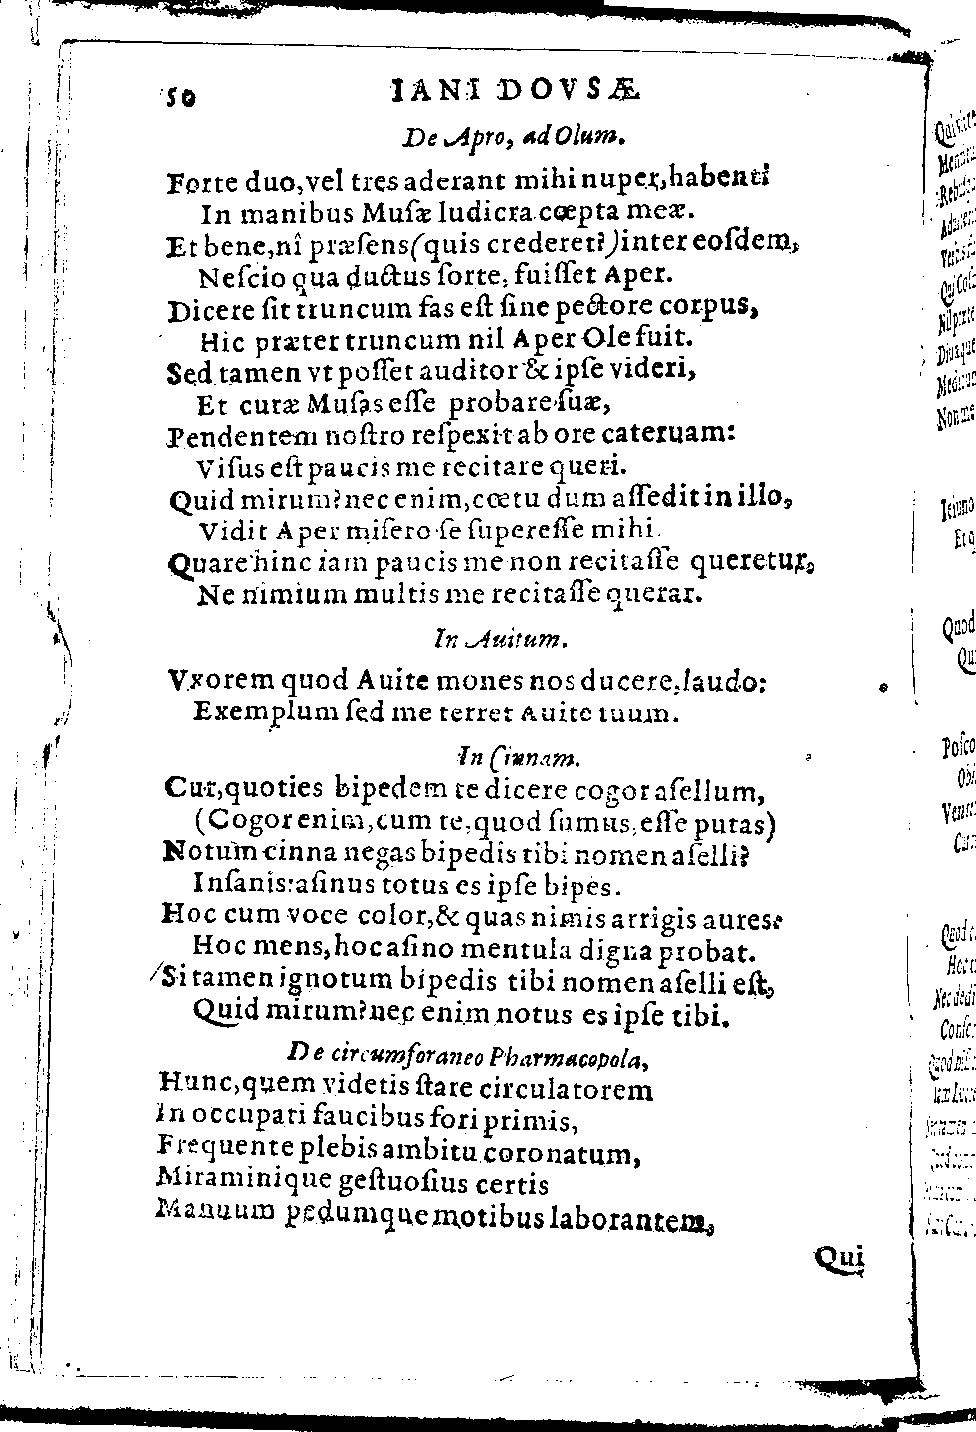 50 IANI DOVSÆ
De Apro, ad Olum.
Forte duo, vel tres aderant mihi nuper, habenti
In manibus Muſæ ludicra cœpta meæ.
Et bene, nî præſens (quis crederet?) inter eoſdem,
Neſcio qua ductus ſorte, fuiſſet Aper.
Dicere ſit truncum fas eſt ſine pectore corpus,
Hic præter truncum nil Aper Ole fuit.
Sed tamen vt poſſet auditor & ipſe videri,
Et curæ Muſas eſſe probare ſuæ,
Pendentem noſtro reſpexit ab ore cateruam:
Viſus eſt paucis me recitare queri.
Quid mirum? nec enim, cœtu dum aſſedit in illo,
Vidit Aper miſero ſe ſupereſſe mihi.
Quare hinc iam paucis me non recitaſſe queretur,
Ne nimium multis me recitaſſe querar.
In Auitum.
Vxorem quod Auite mones nos ducere, laudo:
Exemplum ſed me terret Auite tuum.
In Cinnam.
Cur, quoties bipedem te dicere cogor aſellum,
(Cogor enim, cum te, quod ſumus, eſſe putas)
Notum cinna negas bipedis tibi nomen aſelli?
Inſanis: aſinus totus es ipſe bipes.
Hoc cum voce color, & quas nimis arrigis aures:
Hoc mens, hoc aſino mentula digna probat.
Si tamen ignotum bipedis tibi nomen aſelli eſt,
Quid mirum? nec enim notus es ipſe tibi.
De circumforaneo Pharmacopola,
Hunc, quem videtis ſtare circulatorem
In occupati faucibus fori primis,
Frequente plebis ambitu coronatum,
Miraminique geſtuoſius certis
Manuum pedumque motibus laborantem,
Qui